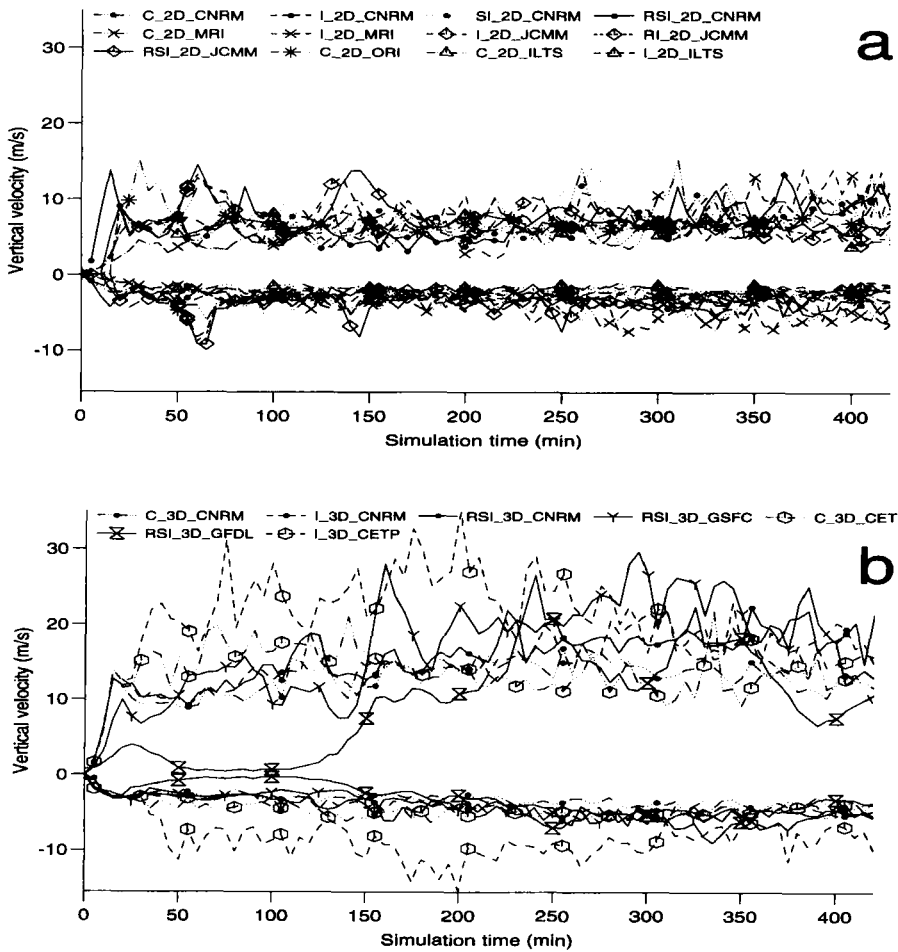 C_2D_CNRM I_2D_CNRM SI_2D_CNRM RSI_2D_CNRM
C_2D_MRI I_2D_MRI I_2D_JCMM RI_2D_JCMM
RSI_2D_JCMM C_2D_ORI C_2D_ILTS I_2D_ILTS
a
30
20
10
0
-10
Vertical velocity (m/s)
0 50 100 150 200 250 300 350 400
Simulation time (min)
C_3D_CNRM I_3D_CNRM RSI_3D_CNRM RSI_3D_GSFC C_3D_CET
RSI_3D_GFDL I_3D_CETP
b
30
20
10
0
-10
Vertical velocity (m/s)
0 50 100 150 200 250 300 350 400
Simulation time (min)